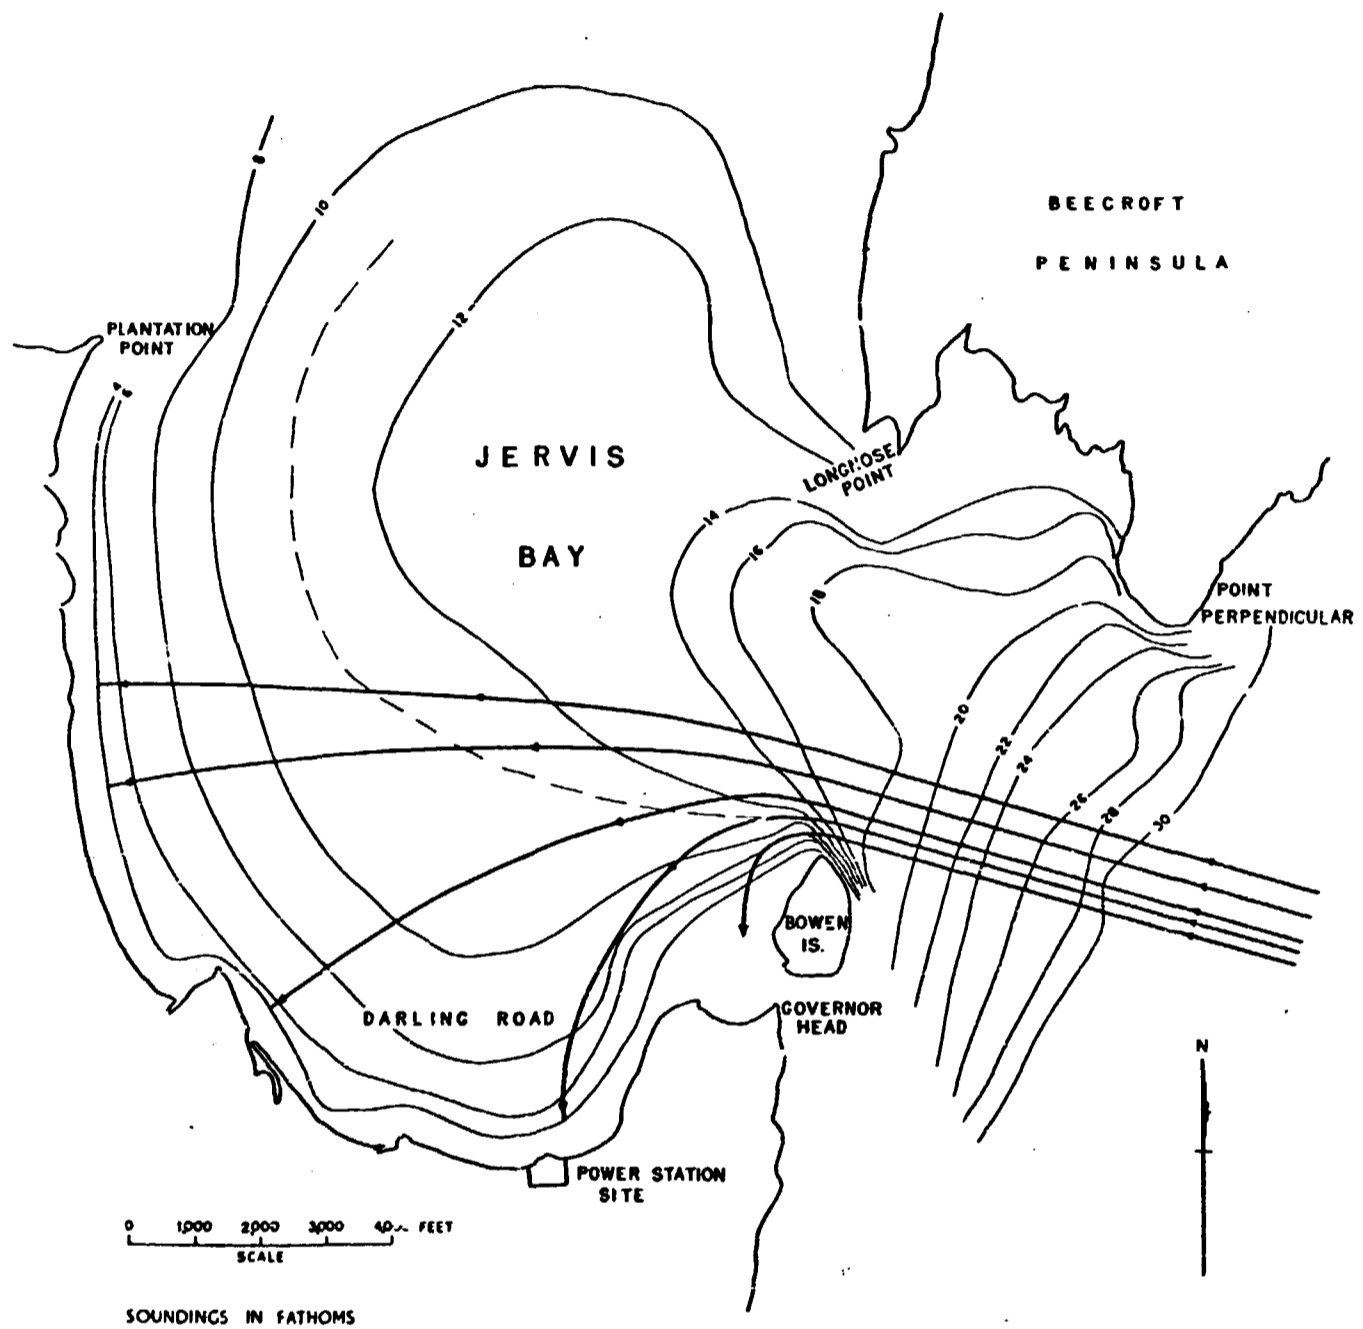 8
10
BEECROFT
PENINSULA
12
PLANTATION
POINT
4
6
JERVIS
LONGNOSE
POINT
14
BAY
16
18
POINT
PERPENDICULAR
20
22
24
26
28
30
BOWEN
IS.
DARLING ROAD
GOVERNOR
HEAD
N
POWER STATION
SITE
0 1,000 2,000 3,000 FEET
SCALE
SOUNDINGS IN FATHOMS